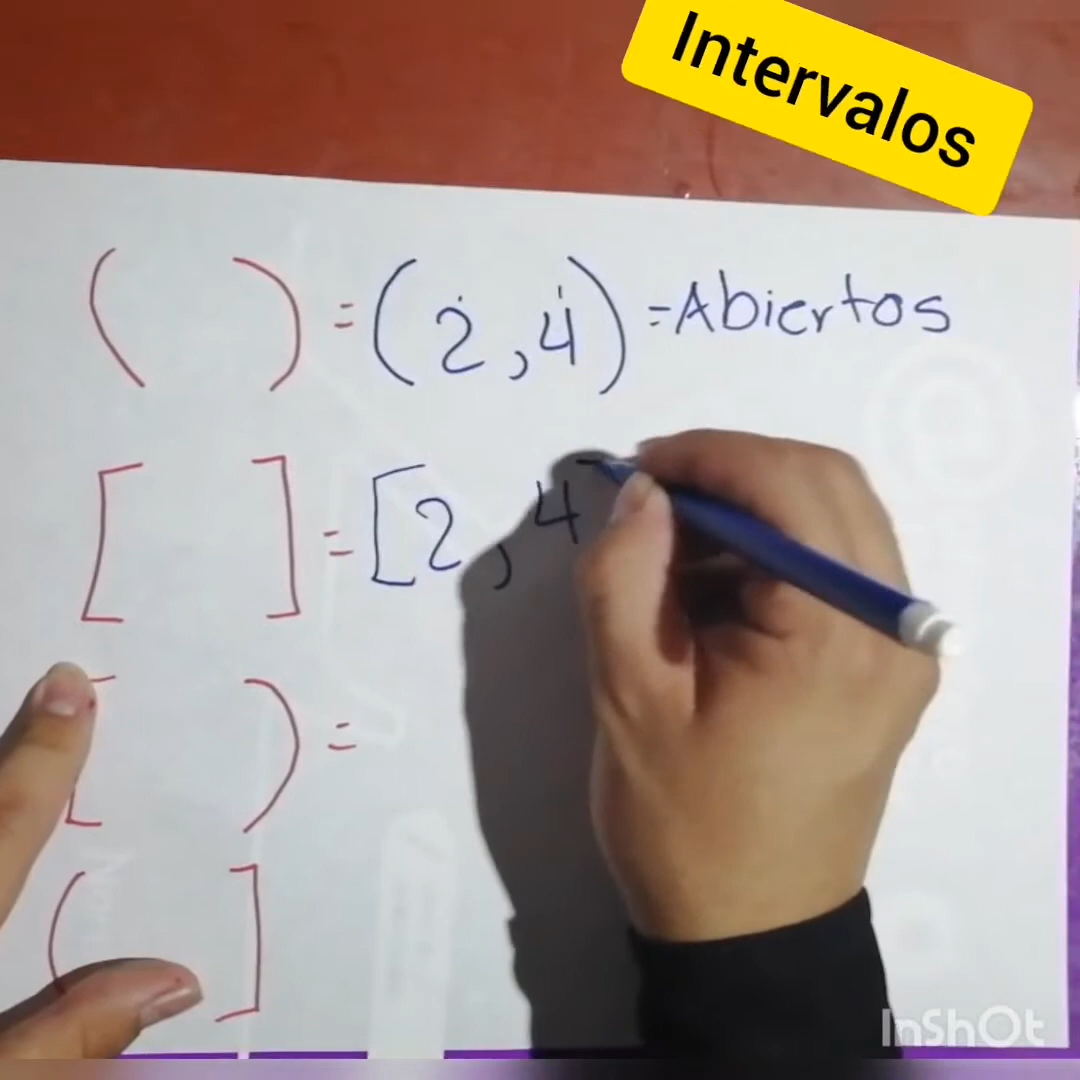 Intervalos
( ) = (2, 4) = Abiertos
[ ] = [2, 4
[ ) =
( ]
InShOt